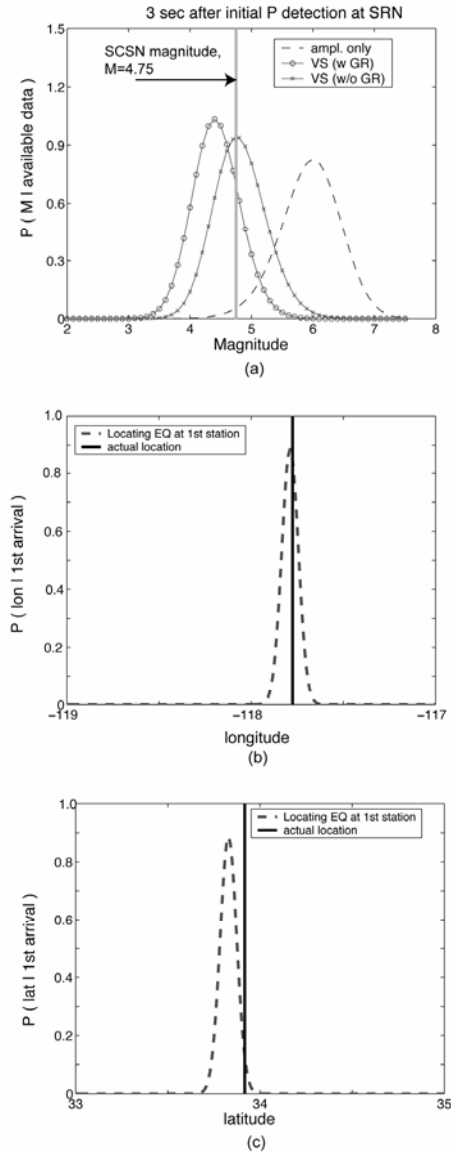 3 sec after initial P detection at SRN
SCSN magnitude,
M=4.75
ampl. only
VS (w GR)
VS (w/o GR)
P ( M | available data)
1.5
1.2
0.9
0.6
0.3
0
2 3 4 5 6 7 8
Magnitude
(a)
Locating EQ at 1st station
actual location
P ( lon | 1st arrival)
1.0
0.8
0.6
0.4
0.2
0
-119 -118 -117
longitude
(b)
Locating EQ at 1st station
actual location
P ( lat | 1st arrival)
1.0
0.8
0.6
0.4
0.2
0
33 34 35
latitude
(c)